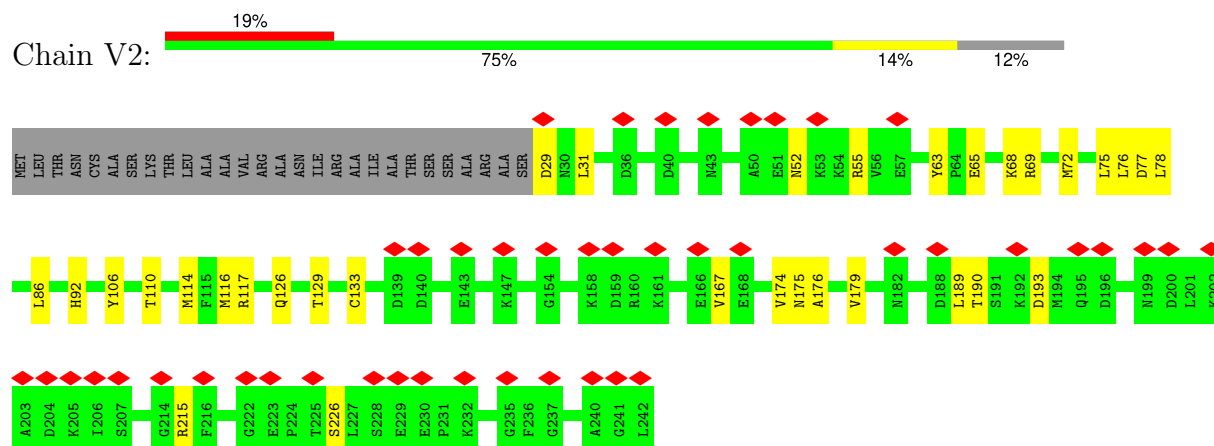 19%
Chain V2:
75% 14% 12%
MET LEU THR ASN CYS ALA SER LYS THR LEU ALA ALA VAL ARG ALA ASN ILE ARG ALA ILE ALA THR SER SER ALA ARG ALA SER D29 N30 L31 D36 D40 N43 A50 E51 N52 K53 K54 R55 V56 E57 Y63 P64 E65 K68 R69 M72 L75 L76 D77 L78
L86 H92 Y106 T110 M114 F115 M116 R117 Q126 T129 C133 D139 D140 E143 K147 G154 K158 D159 R160 K161 E166 V167 E168 V174 N175 A176 V179 N182 D188 L189 T190 S191 K192 D193 M194 Q195 D196 N199 D200 L201 K202
A203 D204 K205 I206 S207 G214 R215 F216 G222 E223 P224 T225 S226 L227 S228 E229 E230 P231 K232 G235 F236 G237 A240 G241 L242